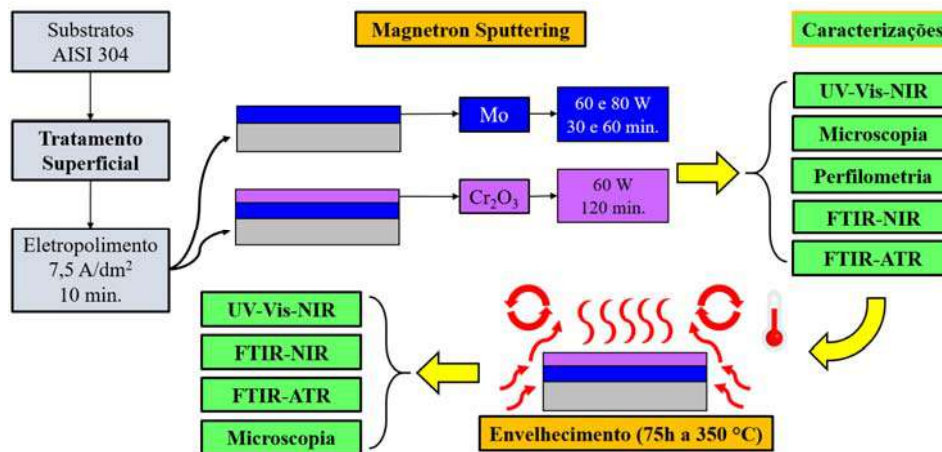 Substratos
AISI 304
Tratamento
Superficial
Eletropolimento
7,5 A/dm²
10 min.
Magnetron Sputtering
Mo
60 e 80 W
30 e 60 min.
Cr₂O₃
60 W
120 min.
Caracterizações
UV-Vis-NIR
Microscopia
Perfilometria
FTIR-NIR
FTIR-ATR
Envelhecimento (75h a 350 °C)
UV-Vis-NIR
FTIR-NIR
FTIR-ATR
Microscopia